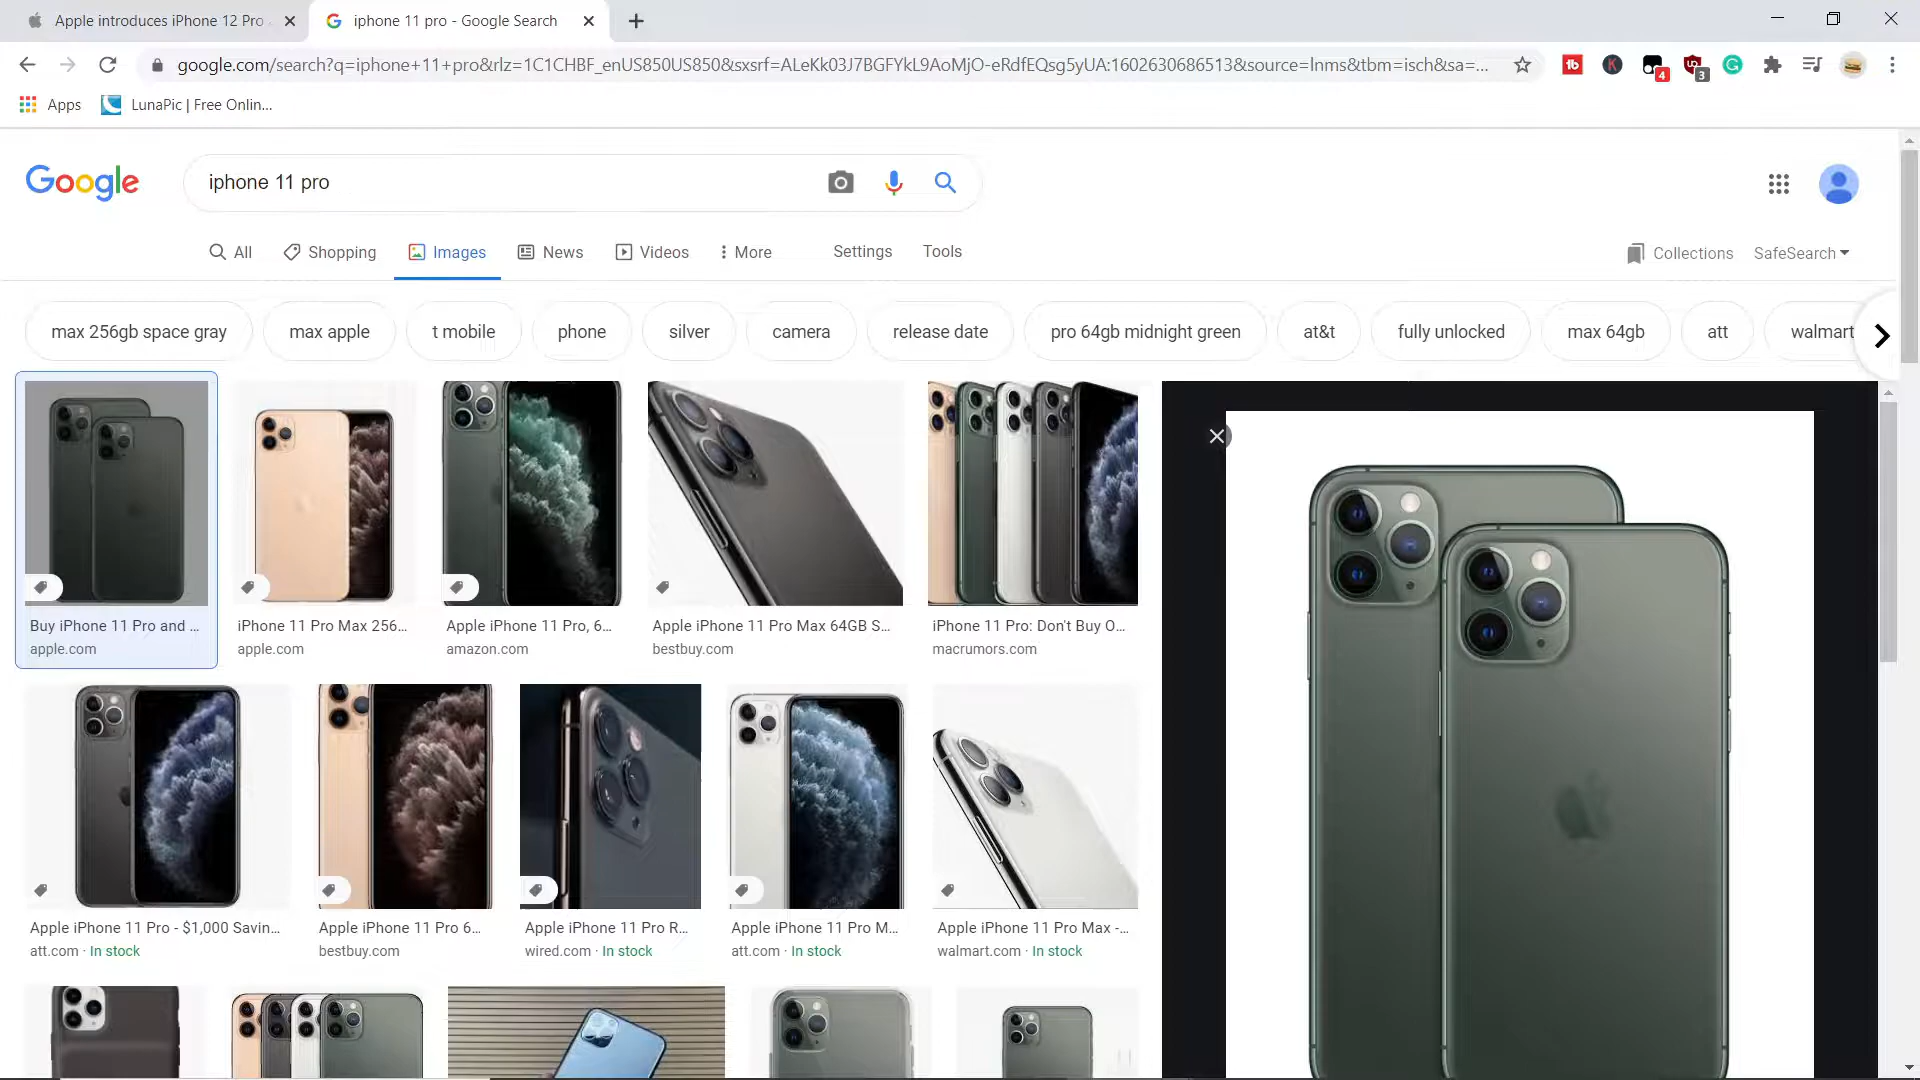 Apple introduces iPhone 12 Pro
iphone 11 pro - Google Search
google.com/search?q=iphone+11+pro&rlz=1C1CHBF_enUS850US850&sxsrf=ALeKk03J7BGFYkL9AoMjO-eRdfEQsg5yUA:1602630686513&source=lnms&tbm=isch&sa=...
4
3
Apps
LunaPic | Free Onlin...
Google
iphone 11 pro
All
Shopping
Images
News
Videos
More
Settings
Tools
Collections
SafeSearch
max 256gb space gray
max apple
t mobile
phone
silver
camera
release date
pro 64gb midnight green
at&t
fully unlocked
max 64gb
att
walmart
Buy iPhone 11 Pro and ...
apple.com
iPhone 11 Pro Max 256...
apple.com
Apple iPhone 11 Pro, 6...
amazon.com
Apple iPhone 11 Pro Max 64GB S...
bestbuy.com
iPhone 11 Pro: Don't Buy O...
macrumors.com
Apple iPhone 11 Pro - $1,000 Savin...
att.com · In stock
Apple iPhone 11 Pro 6...
bestbuy.com
Apple iPhone 11 Pro R...
wired.com · In stock
Apple iPhone 11 Pro M...
att.com · In stock
Apple iPhone 11 Pro Max -...
walmart.com · In stock